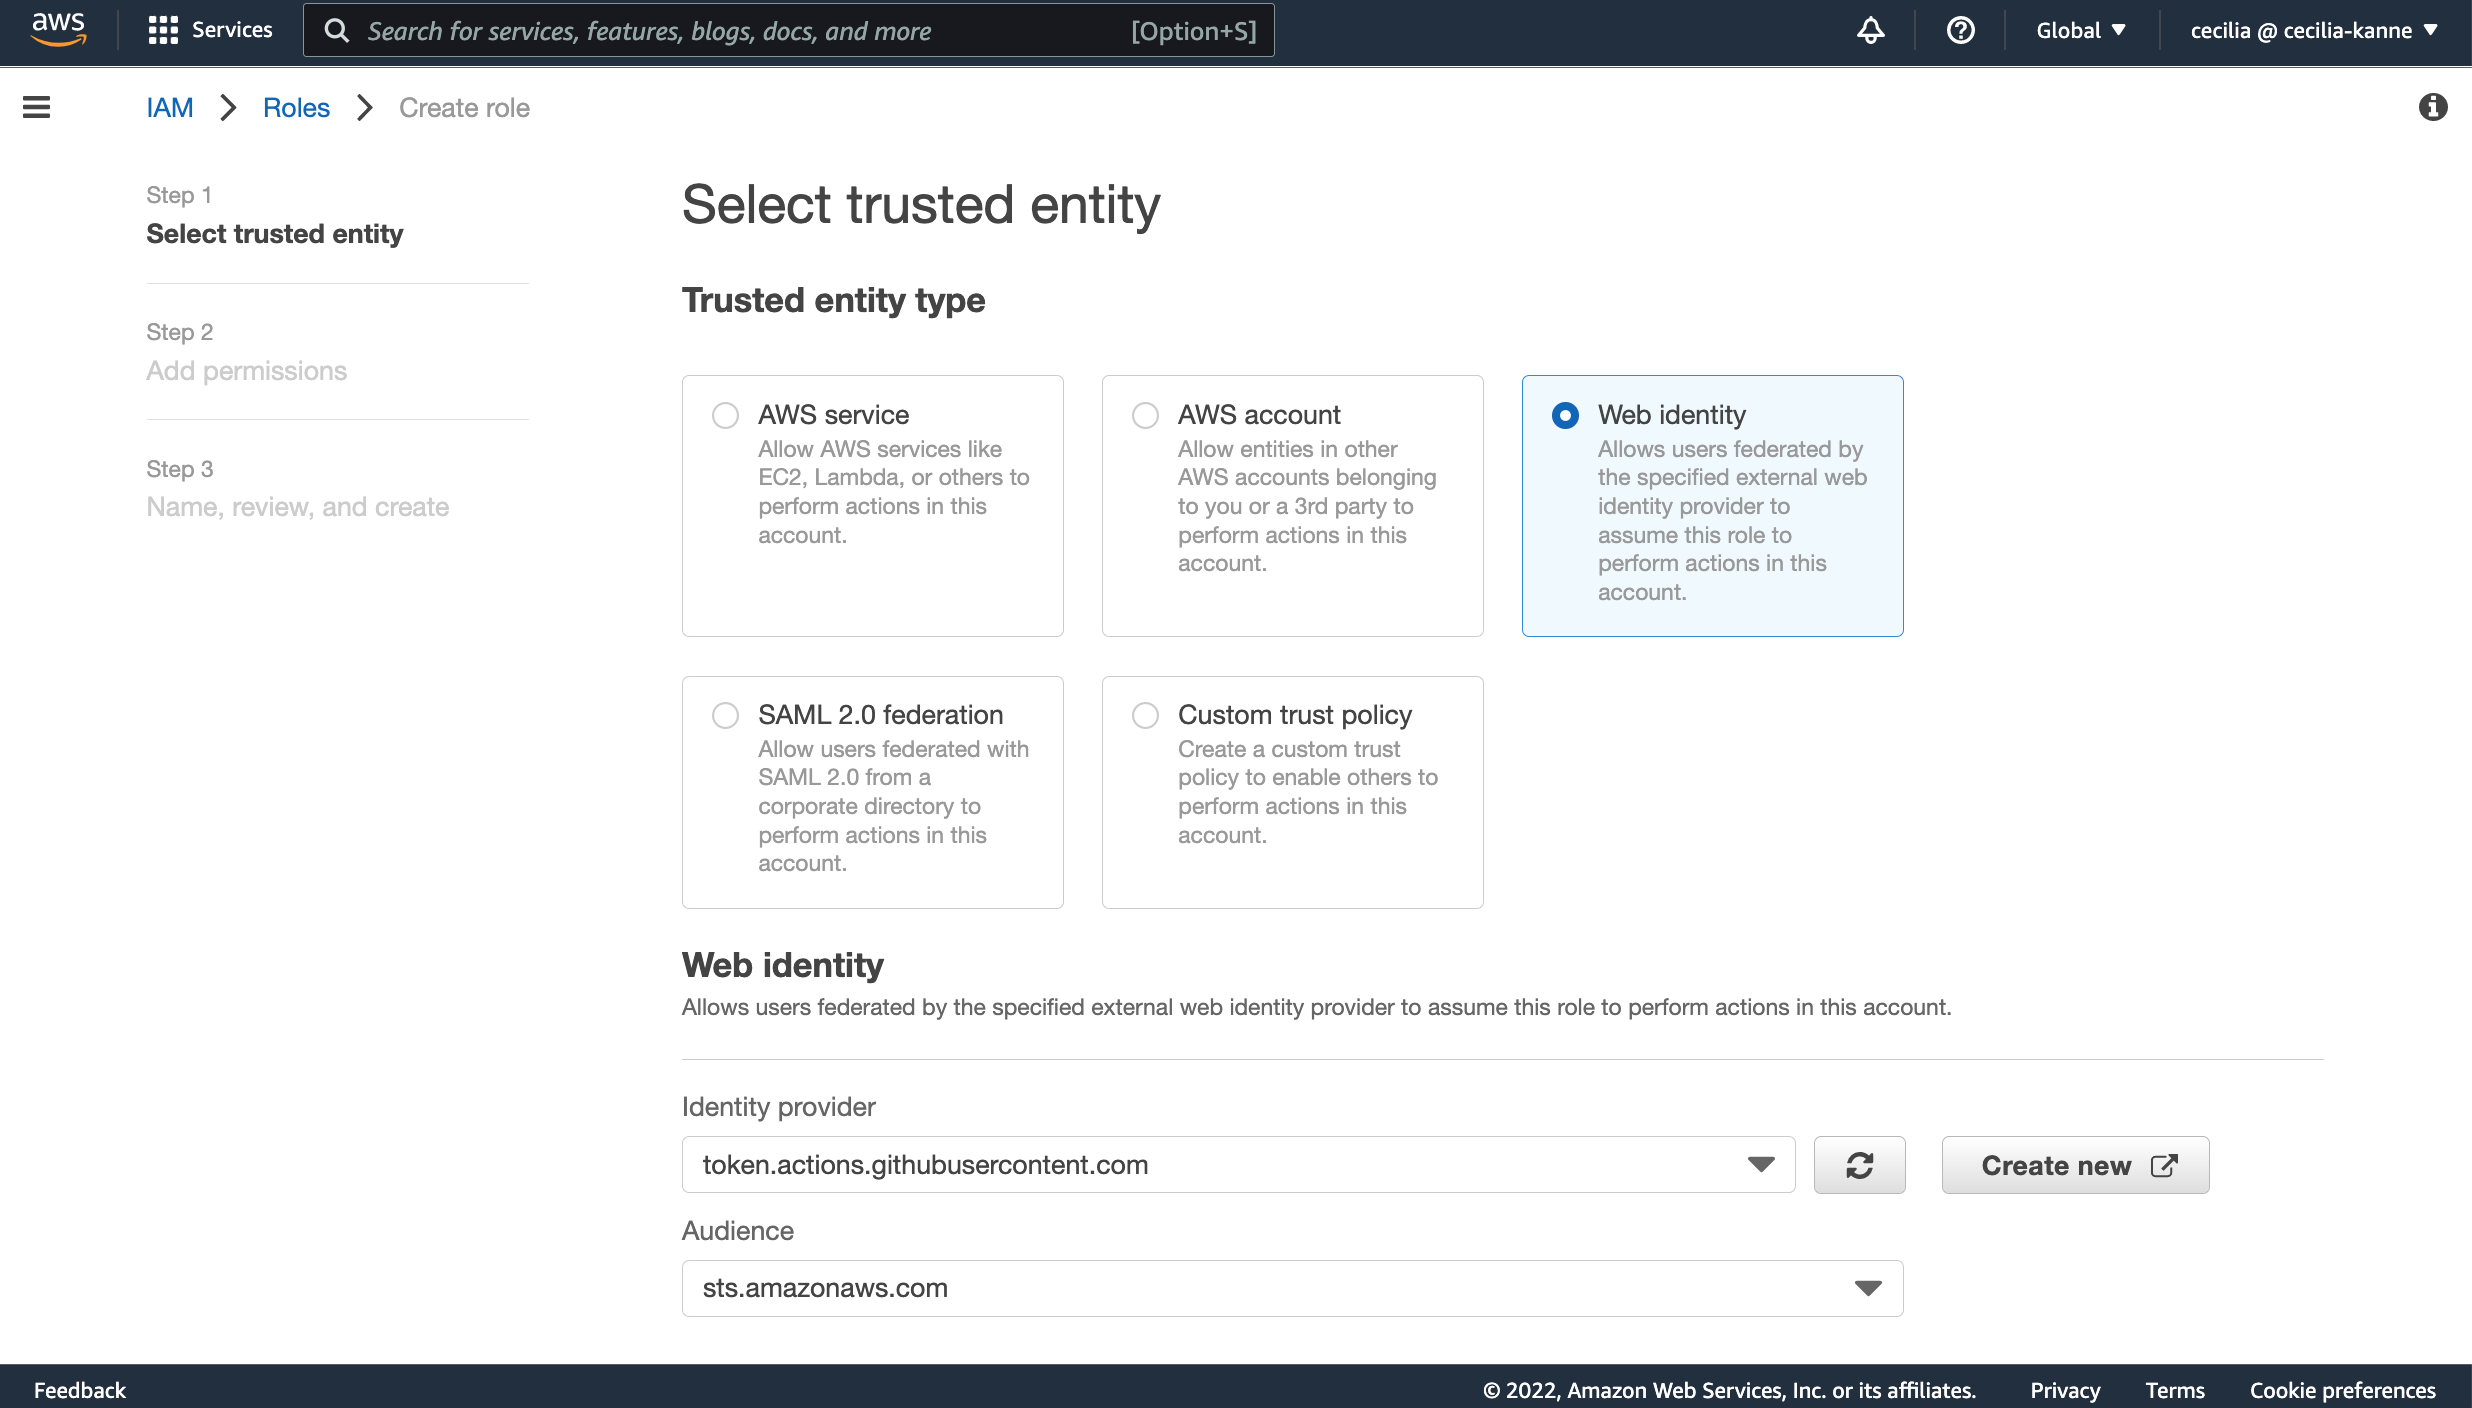 aws
Services
Search for services, features, blogs, docs, and more
[Option+S]
Global
cecilia @ cecilia-kanne
IAM
Roles
Create role
Step 1
Select trusted entity
Step 2
Add permissions
Step 3
Name, review, and create
Select trusted entity
Trusted entity type
AWS service
Allow AWS services like
EC2, Lambda, or others to
perform actions in this
account.
AWS account
Allow entities in other
AWS accounts belonging
to you or a 3rd party to
perform actions in this
account.
Web identity
Allows users federated by
the specified external web
identity provider to
assume this role to
perform actions in this
account.
SAML 2.0 federation
Allow users federated with
SAML 2.0 from a
corporate directory to
perform actions in this
account.
Custom trust policy
Create a custom trust
policy to enable others to
perform actions in this
account.
Web identity
Allows users federated by the specified external web identity provider to assume this role to perform actions in this account.
Identity provider
token.actions.githubusercontent.com
Create new
Audience
sts.amazonaws.com
Feedback
© 2022, Amazon Web Services, Inc. or its affiliates.
Privacy
Terms
Cookie preferences